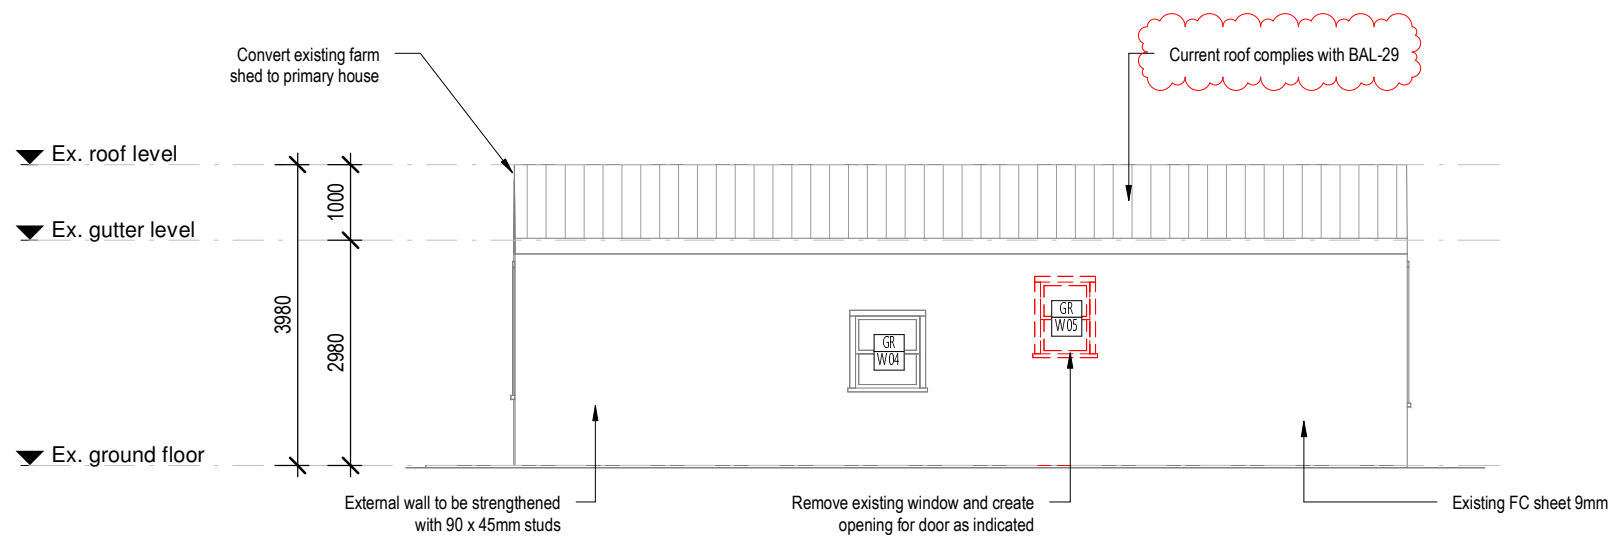 Convert existing farm
shed to primary house
Current roof complies with BAL-29
Ex. roof level
1000
Ex. gutter level
3980
2980
GR
W05
GR
W04
Ex. ground floor
External wall to be strengthened
with 90 x 45mm studs
Remove existing window and create
opening for door as indicated
Existing FC sheet 9mm